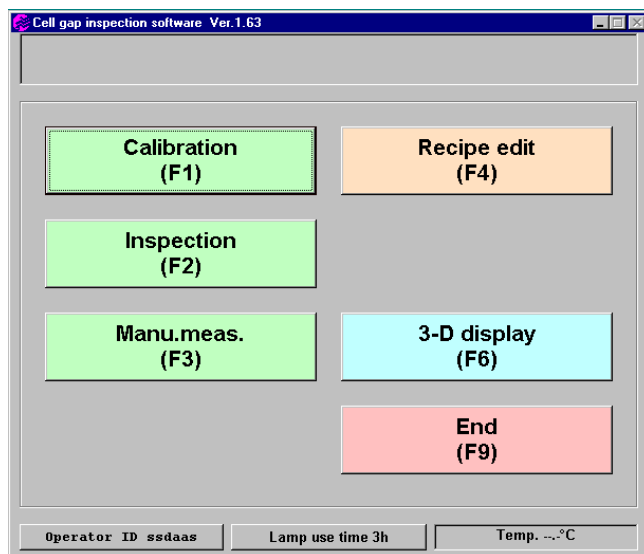 Cell gap inspection software Ver.1.63
Calibration
(F1)
Recipe edit
(F4)
Inspection
(F2)
Manu.meas.
(F3)
3-D display
(F6)
End
(F9)
Operator ID ssdaas
Lamp use time 3h
Temp. --.-°C